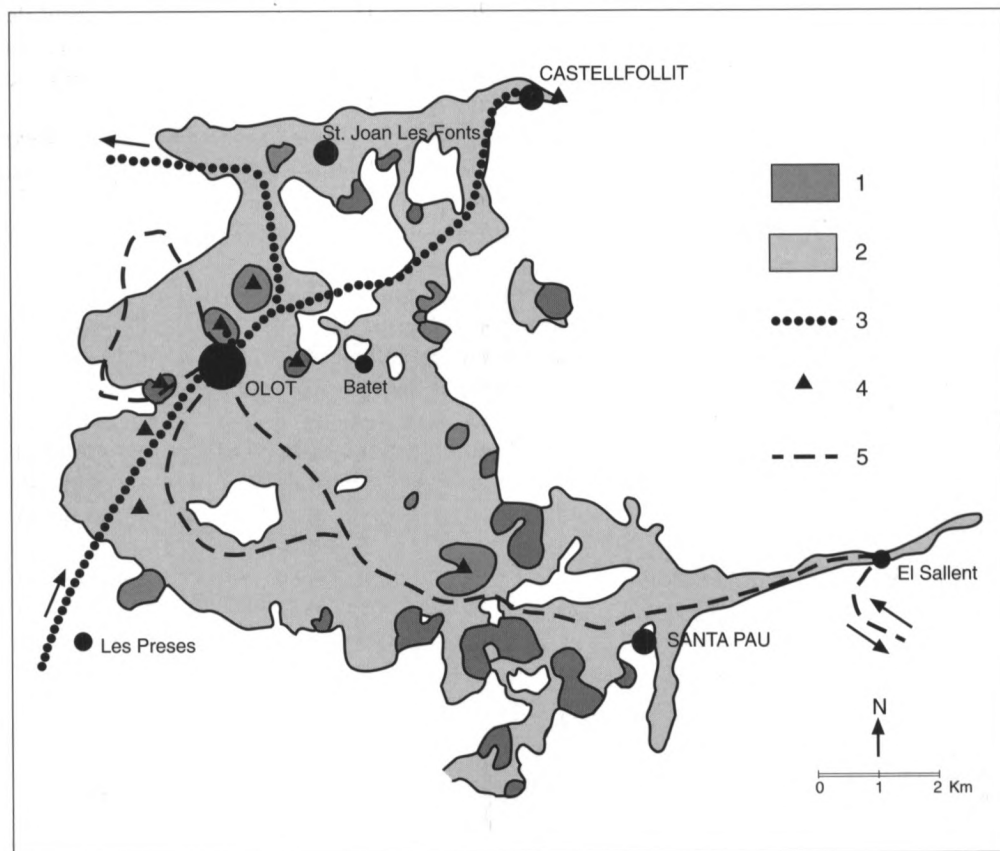 CASTELLFOLLIT
St. Joan Les Fonts
1
2
3
OLOT
Batet
4
5
El Sallent
Les Preses
SANTA PAU
N
0 1 2 Km